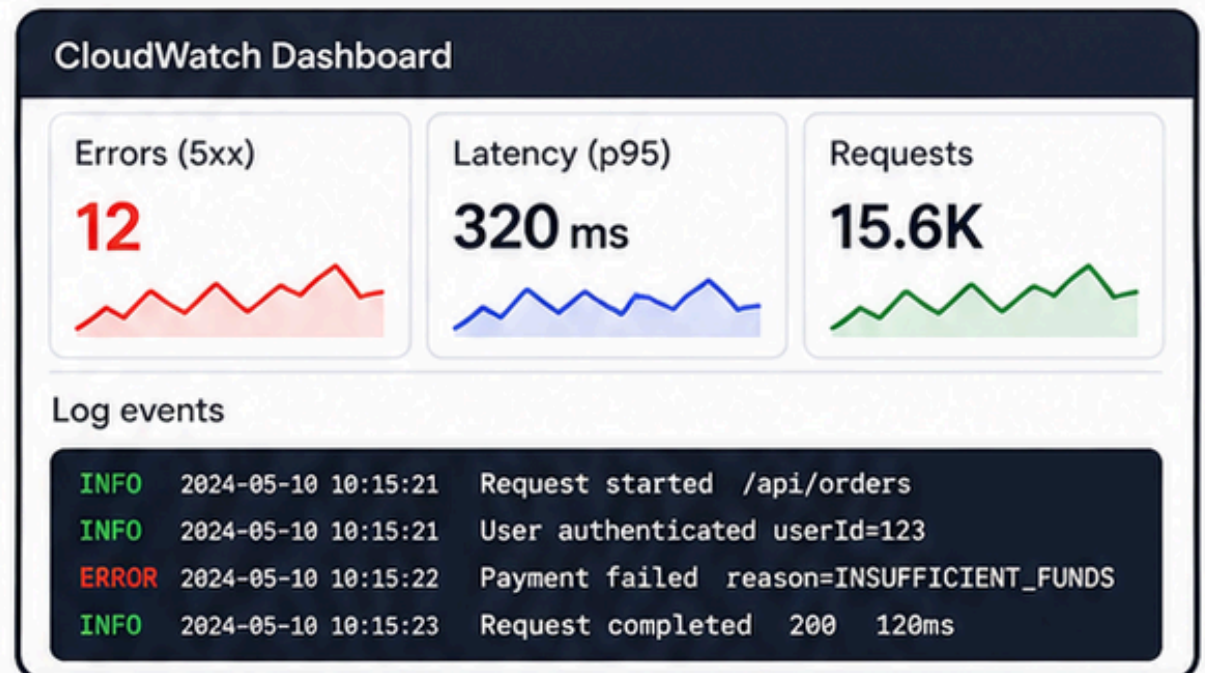 CloudWatch Dashboard
Errors (5xx)
12
Latency (p95)
320 ms
Requests
15.6K
Log events
INFO 2024-05-10 10:15:21 Request started /api/orders
INFO 2024-05-10 10:15:21 User authenticated userId=123
ERROR 2024-05-10 10:15:22 Payment failed reason=INSUFFICIENT_FUNDS
INFO 2024-05-10 10:15:23 Request completed 200 120ms